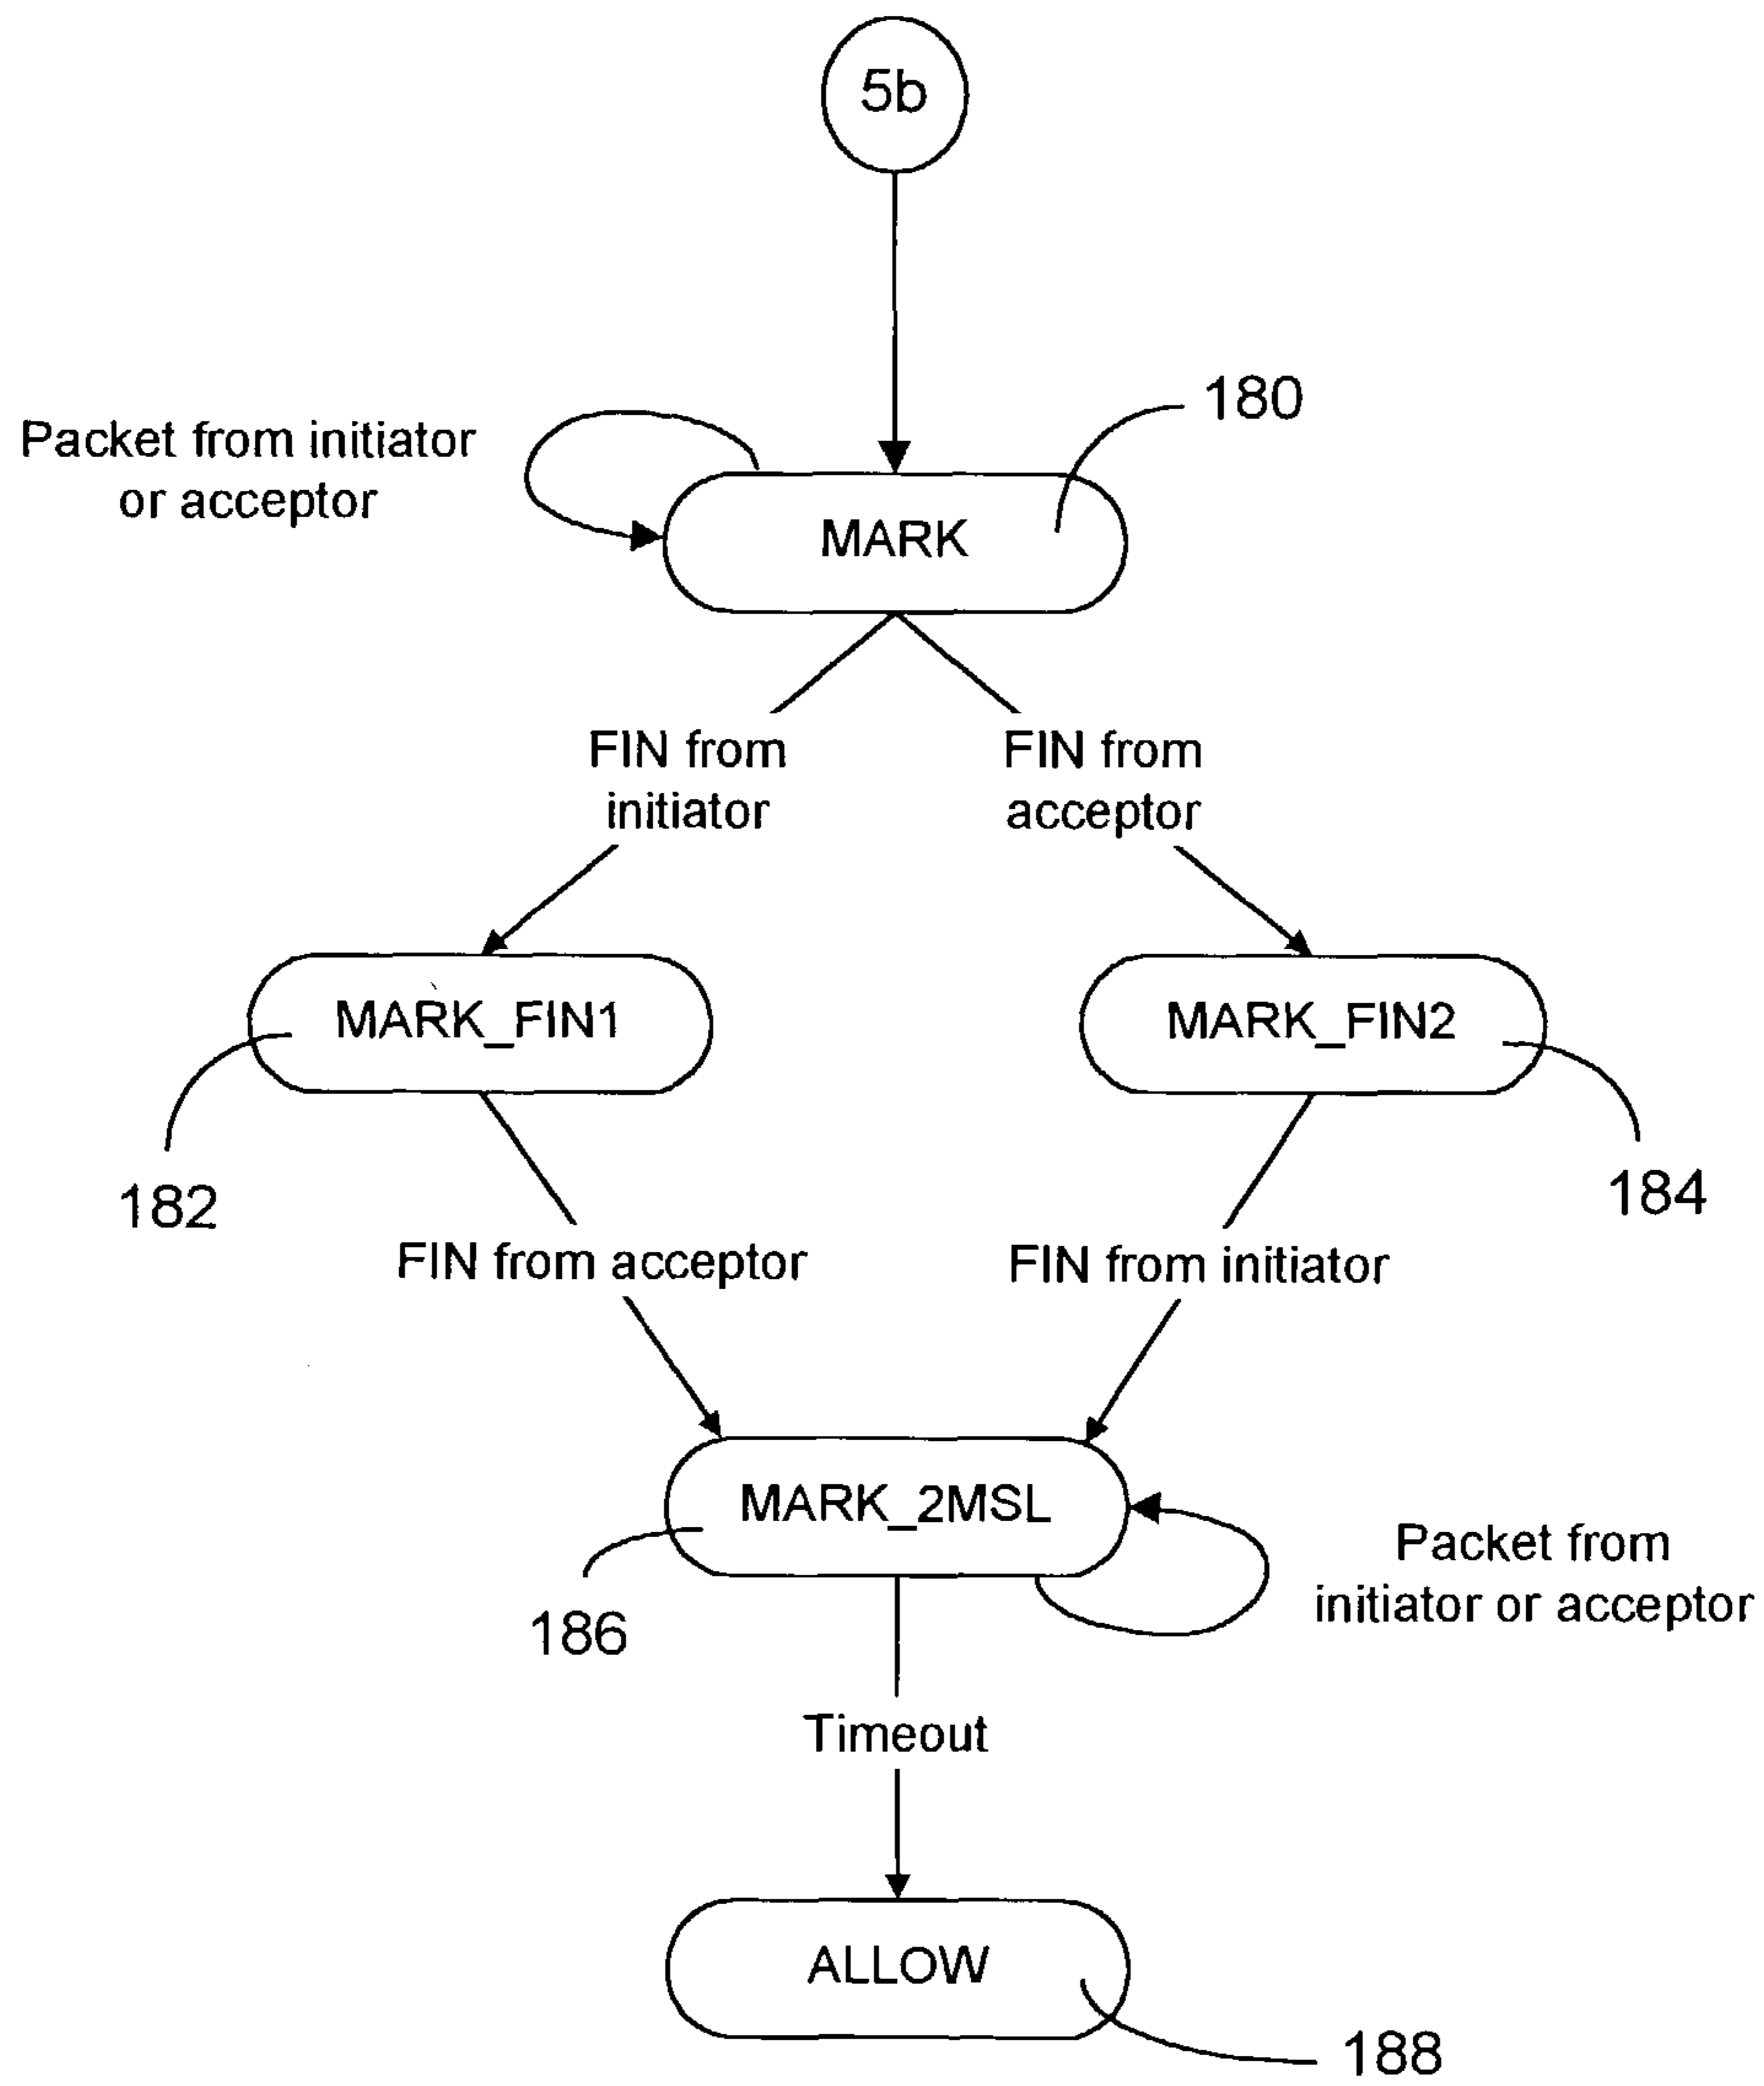 5b
180
Packet from initiator
or acceptor
MARK
FIN from
initiator
FIN from
acceptor
MARK_FIN1
MARK_FIN2
182
184
FIN from acceptor
FIN from initiator
MARK_2MSL
Packet from
initiator or acceptor
186
Timeout
ALLOW
188